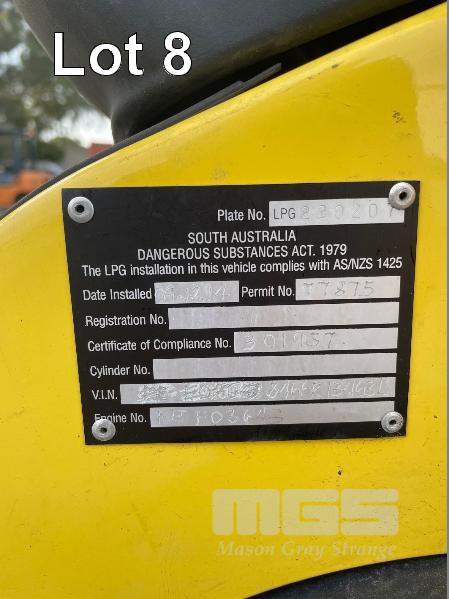 Lot 8
Plate No. LPG 230207
SOUTH AUSTRALIA
DANGEROUS SUBSTANCES ACT. 1979
The LPG installation in this vehicle complies with AS/NZS 1425
Date Installed Permit No. T7875
Registration No.
Certificate of Compliance No.
Cylinder No.
V.I.N.
Engine No.
MGS
Mason Gray Strange